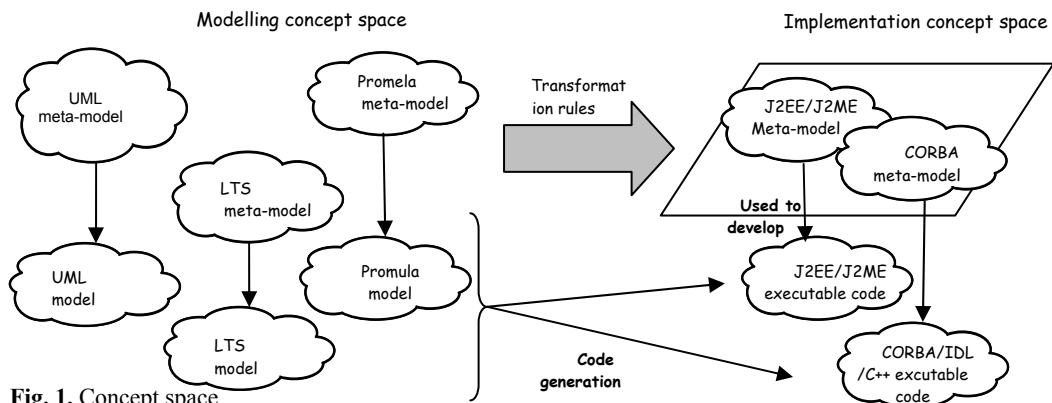 Modelling concept space
Implementation concept space
UML
meta-model
Promela
meta-model
LTS
meta-model
UML
model
Promula
model
LTS
model
Transformat
ion rules
J2EE/J2ME
Meta-model
CORBA
meta-model
Used to
develop
J2EE/J2ME
executable code
Code
generation
CORBA/IDL
/C++ excutable
code
Fig. 1. Concept space